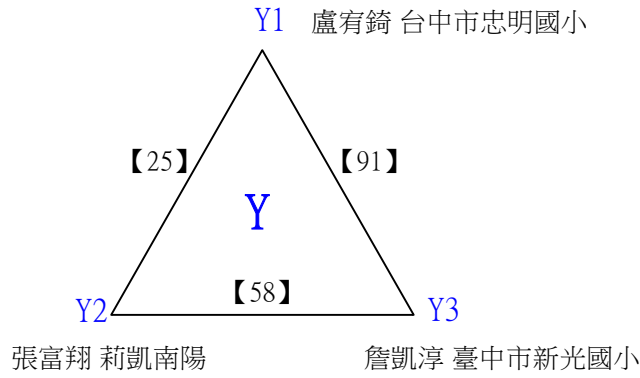 Y1 盧宥錡 台中市忠明國小
【25】 【91】
Y
【58】
Y2 Y3
張富翔 莉凱南陽 詹凱淳 臺中市新光國小